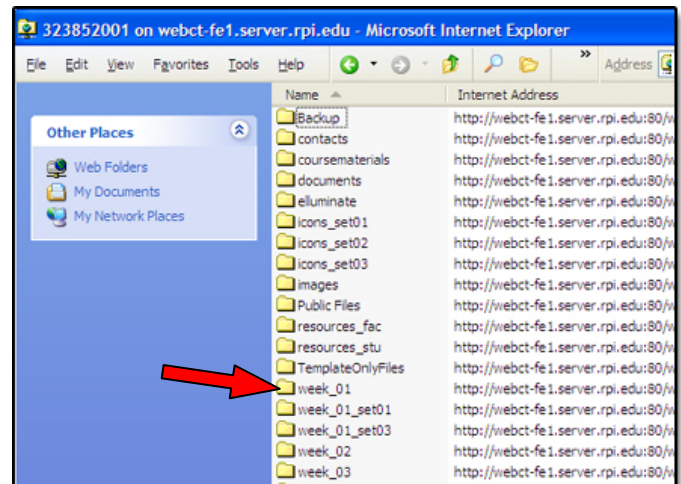 323852001 on webct-fe1.server.rpi.edu - Microsoft Internet Explorer
File Edit View Favorites Tools Help » Address
Name Internet Address
Other Places
Web Folders
My Documents
My Network Places
Backup http://webct-fe1.server.rpi.edu:80/w
contacts http://webct-fe1.server.rpi.edu:80/w
coursematerials http://webct-fe1.server.rpi.edu:80/w
documents http://webct-fe1.server.rpi.edu:80/w
elluminate http://webct-fe1.server.rpi.edu:80/w
icons_set01 http://webct-fe1.server.rpi.edu:80/w
icons_set02 http://webct-fe1.server.rpi.edu:80/w
icons_set03 http://webct-fe1.server.rpi.edu:80/w
images http://webct-fe1.server.rpi.edu:80/w
Public Files http://webct-fe1.server.rpi.edu:80/w
resources_fac http://webct-fe1.server.rpi.edu:80/w
resources_stu http://webct-fe1.server.rpi.edu:80/w
TemplateOnlyFiles http://webct-fe1.server.rpi.edu:80/w
week_01 http://webct-fe1.server.rpi.edu:80/w
week_01_set01 http://webct-fe1.server.rpi.edu:80/w
week_01_set03 http://webct-fe1.server.rpi.edu:80/w
week_02 http://webct-fe1.server.rpi.edu:80/w
week_03 http://webct-fe1.server.rpi.edu:80/w